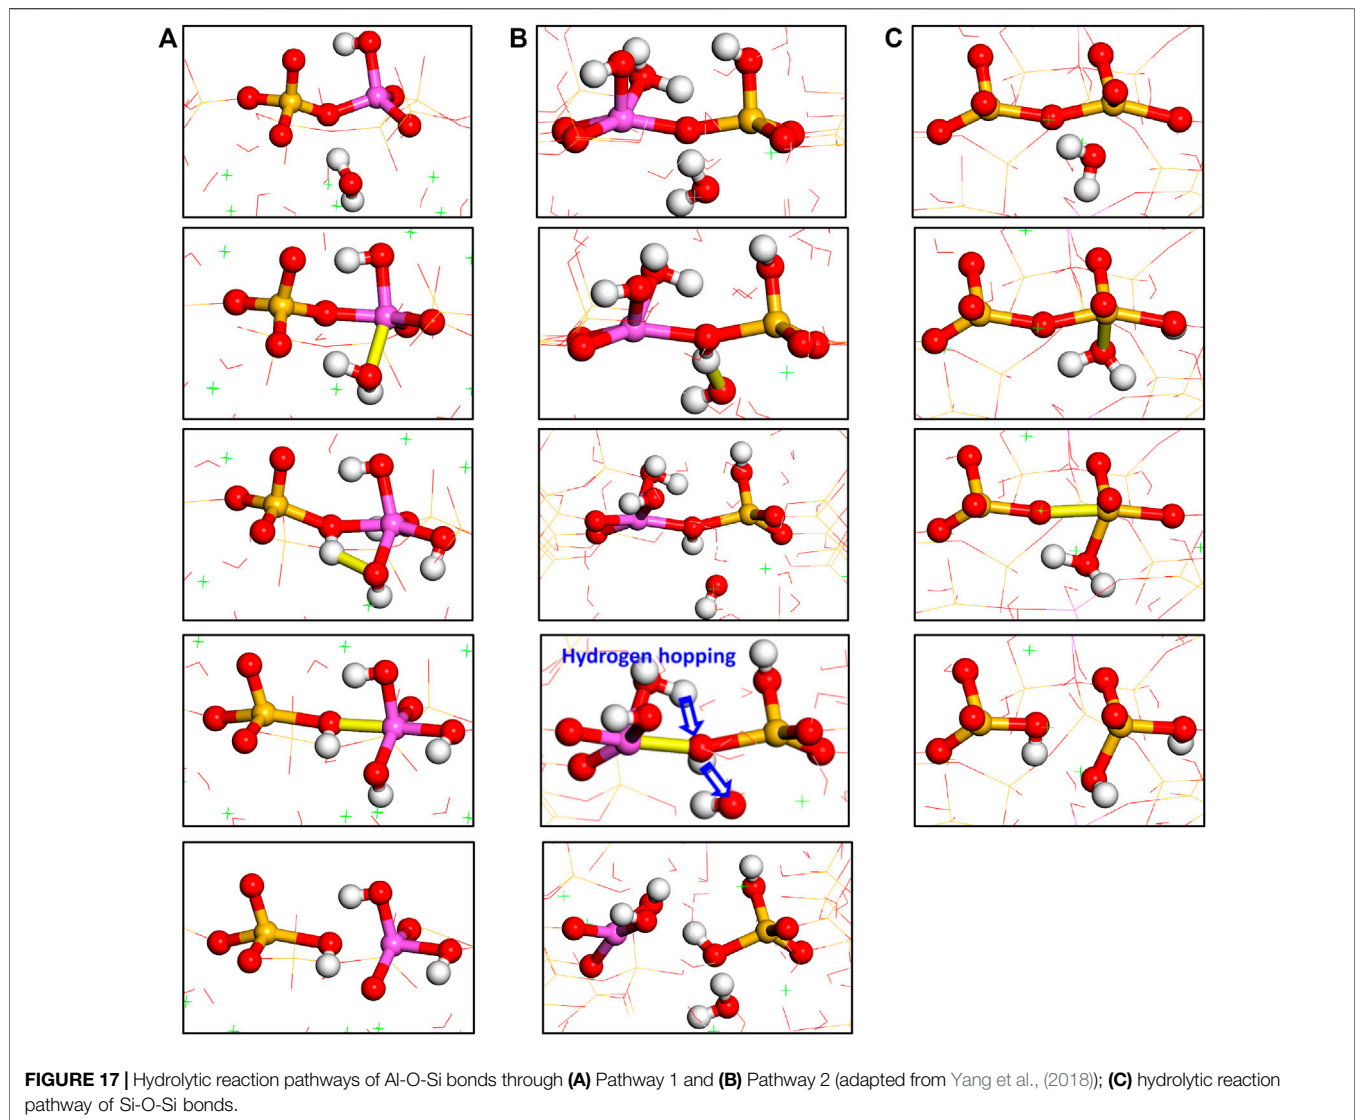 A
B
C
Hydrogen hopping
FIGURE 17 | Hydrolytic reaction pathways of Al-O-Si bonds through (A) Pathway 1 and (B) Pathway 2 (adapted from Yang et al., (2018)); (C) hydrolytic reaction
pathway of Si-O-Si bonds.